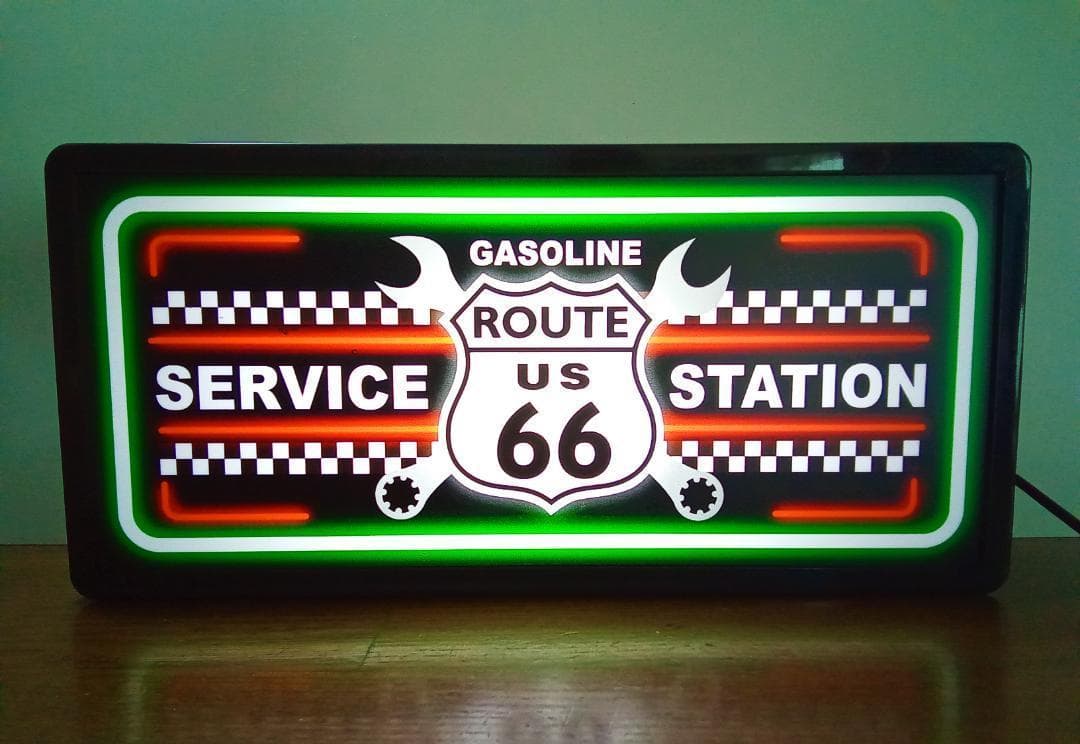 GASOLINE
ROUTE
US
66
SERVICE
STATION